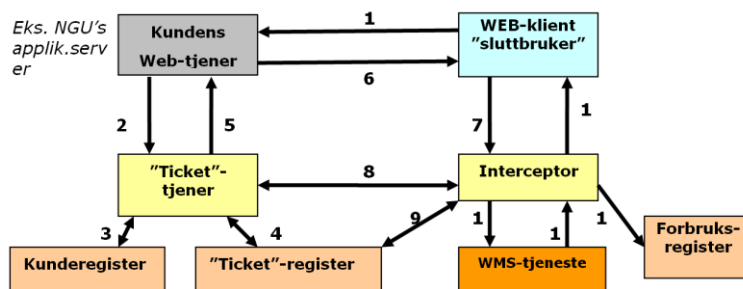 Eks. NGU's
applik.serv
er
Kundens
Web-tjener
1
WEB-klient
”sluttbruker”
6
2
5
7
1
”Ticket”-
tjener
8
Interceptor
3
4
9
1
1
1
Kunderegister
”Ticket”-register
WMS-tjeneste
Forbruks-
register